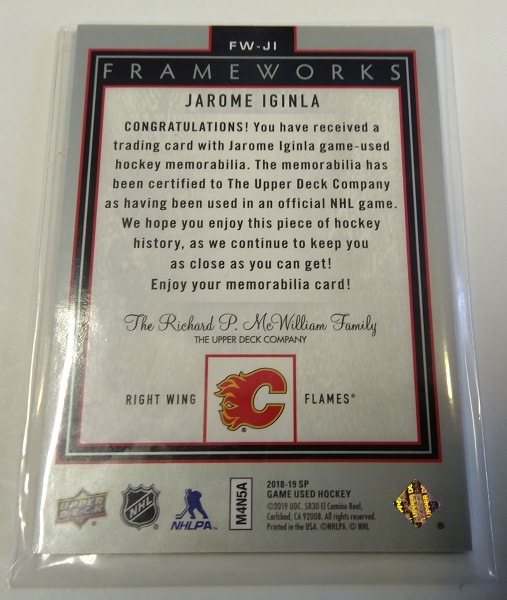 FW-JI
FRAMEWORKS
JAROME IGINLA
CONGRATULATIONS! You have received a
trading card with Jarome Iginla game-used
hockey memorabilia. The memorabilia has
been certified to The Upper Deck Company
as having been used in an official NHL game.
We hope you enjoy this piece of hockey
history, as we continue to keep you
as close as you can get!
Enjoy your memorabilia card!
The Richard P. McWilliam Family
THE UPPER DECK COMPANY
RIGHT WING
C
®
FLAMES®
UPPER DECK
NHL
NHLPA
M4N5A
2018-19 SP
GAME USED HOCKEY
©2019 UDC, 5830 El Camino Real,
Carlsbad, CA 92008. All rights reserved.
Printed in the USA. ©NHLPA. © NHL
®